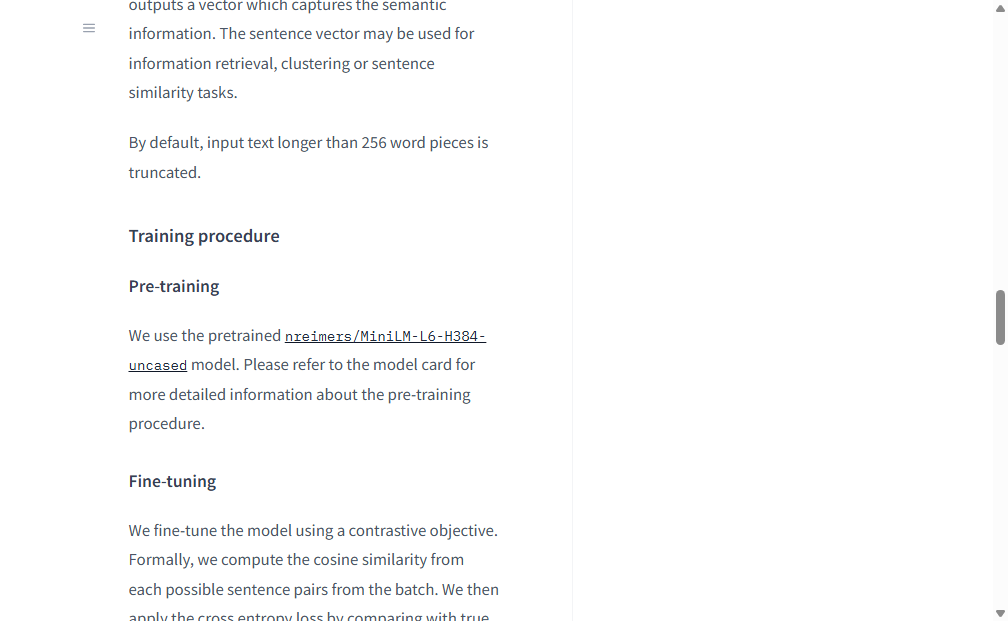 outputs a vector which captures the semantic
information. The sentence vector may be used for
information retrieval, clustering or sentence
similarity tasks.
By default, input text longer than 256 word pieces is
truncated.
Training procedure
Pre-training
We use the pretrained nreimers/MiniLM-L6-H384-
uncased model. Please refer to the model card for
more detailed information about the pre-training
procedure.
Fine-tuning
We fine-tune the model using a contrastive objective.
Formally, we compute the cosine similarity from
each possible sentence pairs from the batch. We then
apply the cross entropy loss by comparing with true